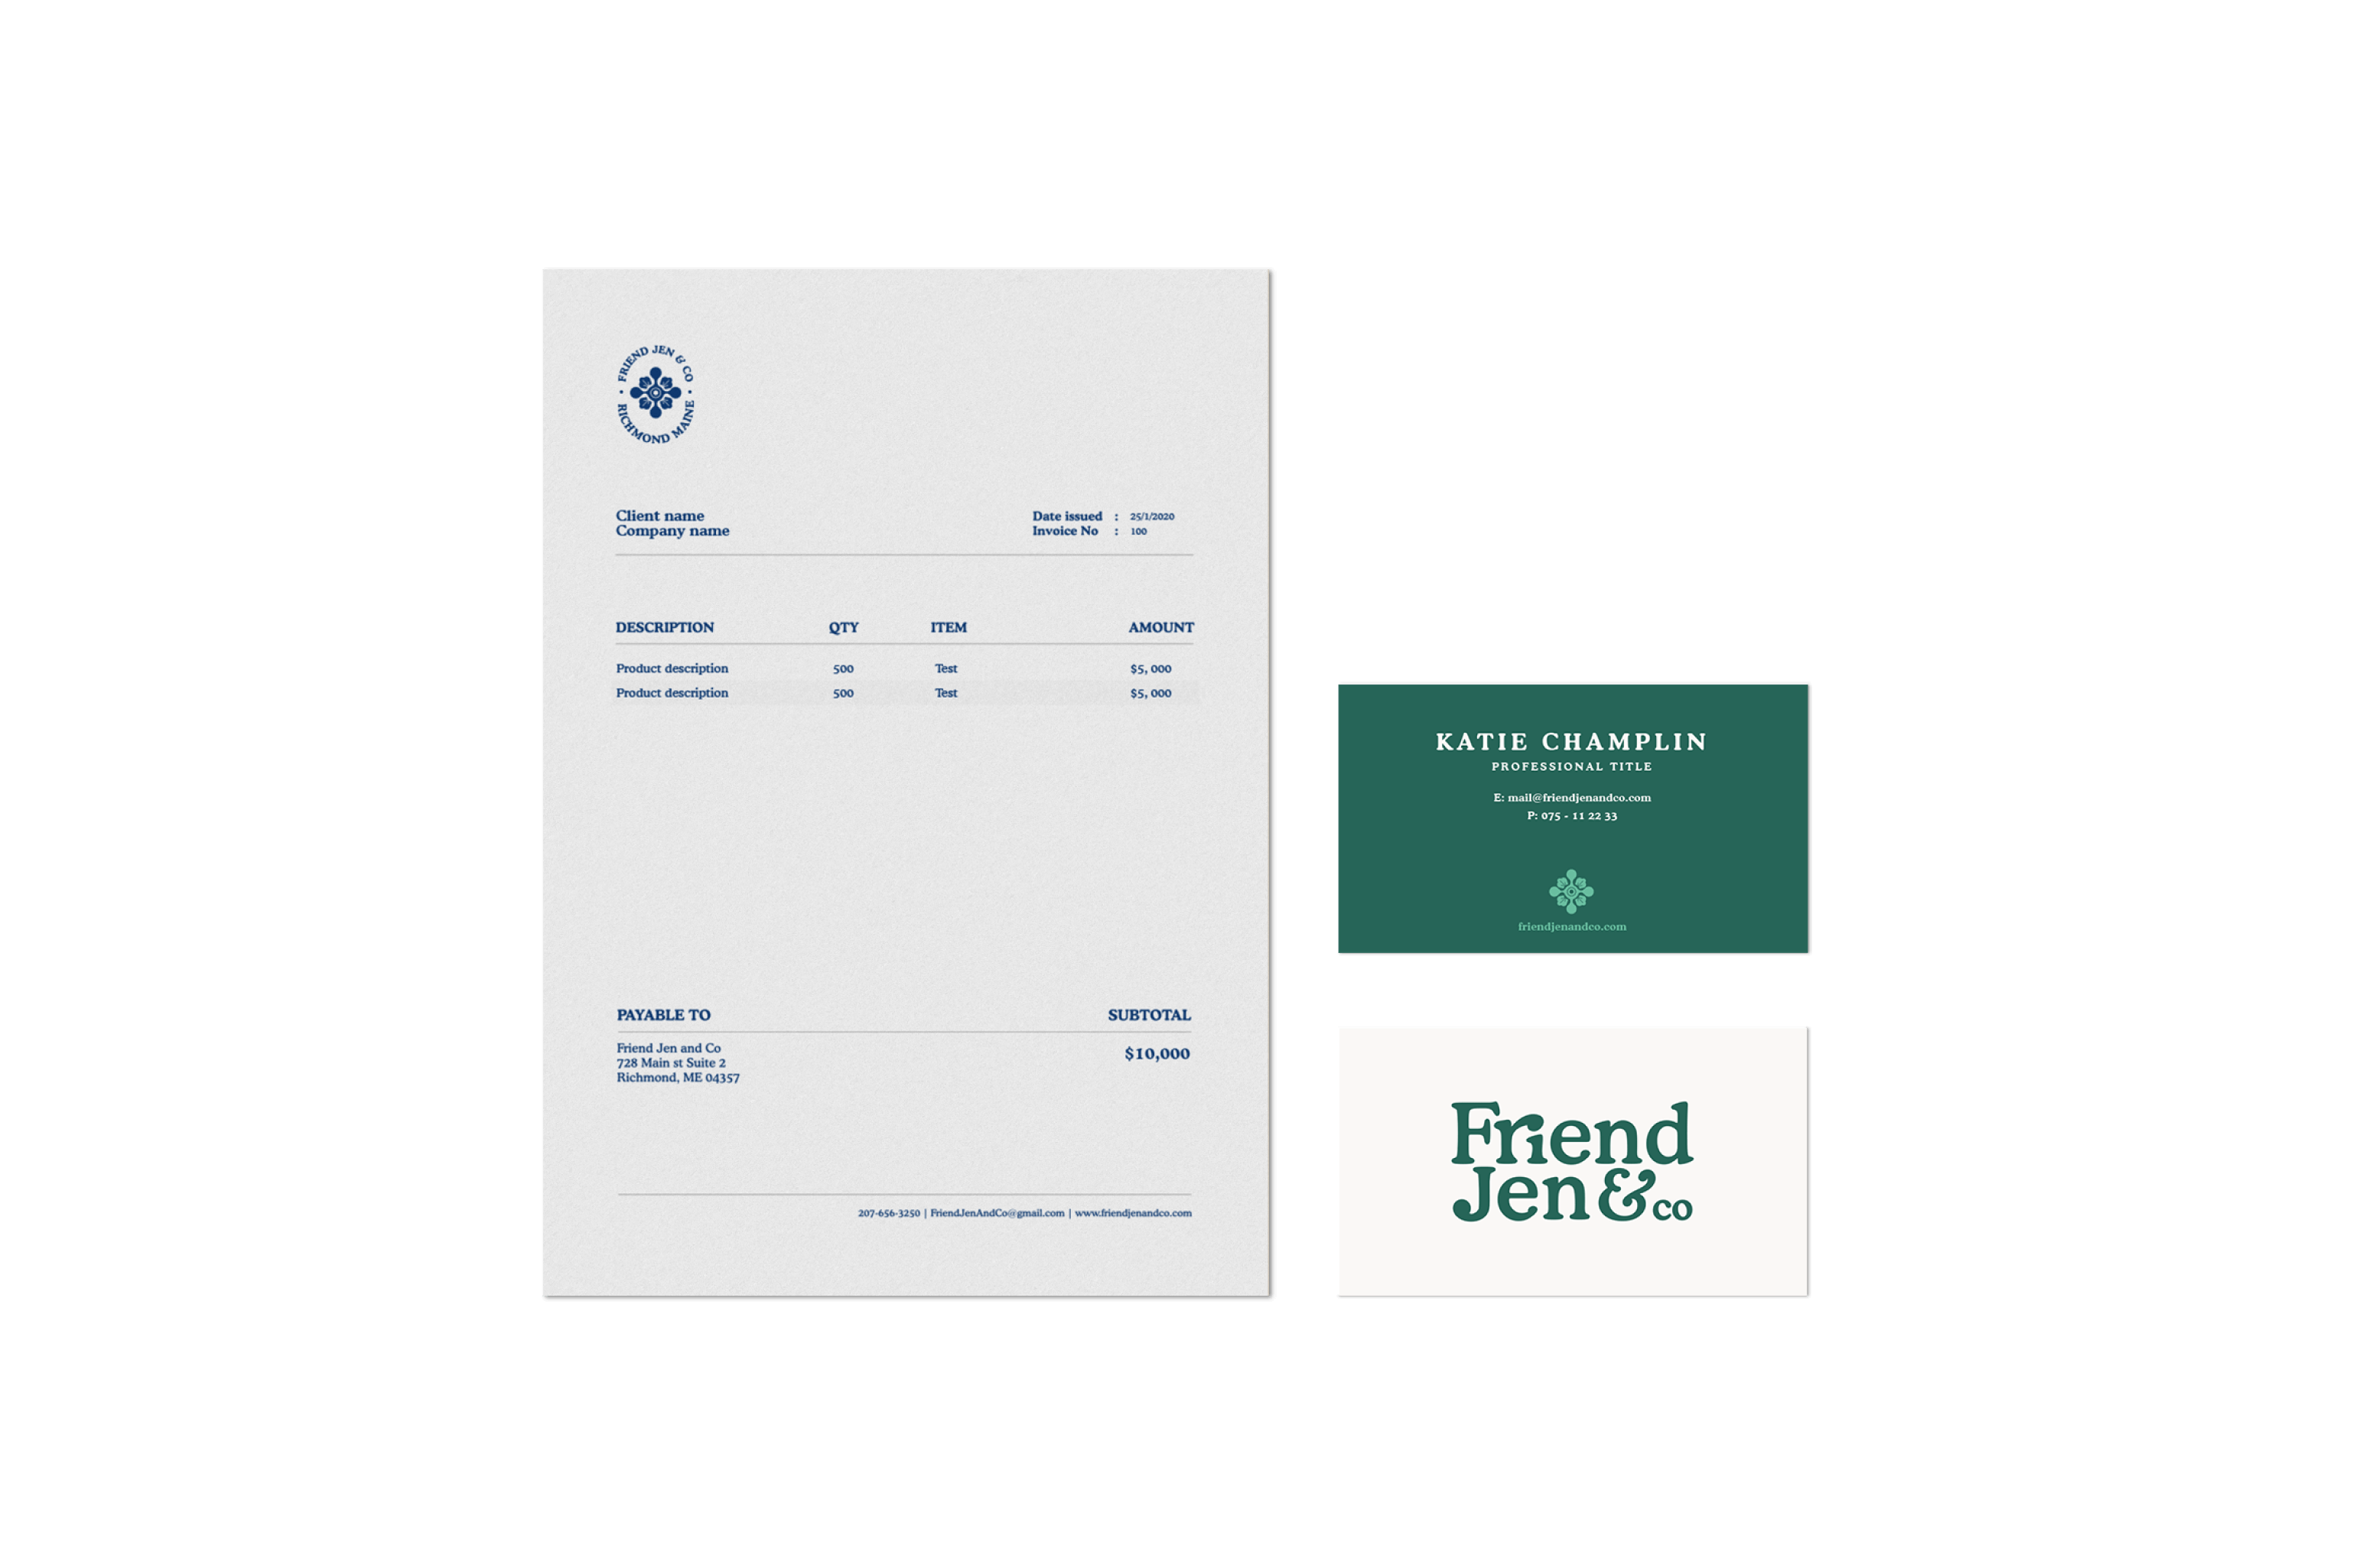 FRIEND JEN & CO
• RICHMOND MAINE •
Client name
Company name
Date issued : 25/1/2020
Invoice No : 100
DESCRIPTION QTY ITEM AMOUNT
Product description 500 Test $5, 000
Product description 500 Test $5, 000
PAYABLE TO SUBTOTAL
Friend Jen and Co
728 Main st Suite 2
Richmond, ME 04357
$10,000
207-656-3250 | FriendJenAndCo@gmail.com | www.friendjenandco.com
KATIE CHAMPLIN
PROFESSIONAL TITLE
E: mail@friendjenandco.com
P: 075 - 11 22 33
friendjenandco.com
Friend
Jen & co